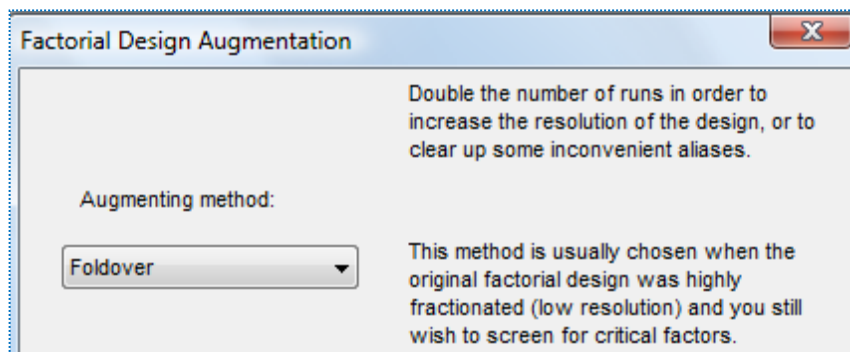 Factorial Design Augmentation
Double the number of runs in order to
increase the resolution of the design, or to
clear up some inconvenient aliases.
Augmenting method:
Foldover
This method is usually chosen when the
original factorial design was highly
fractionated (low resolution) and you still
wish to screen for critical factors.